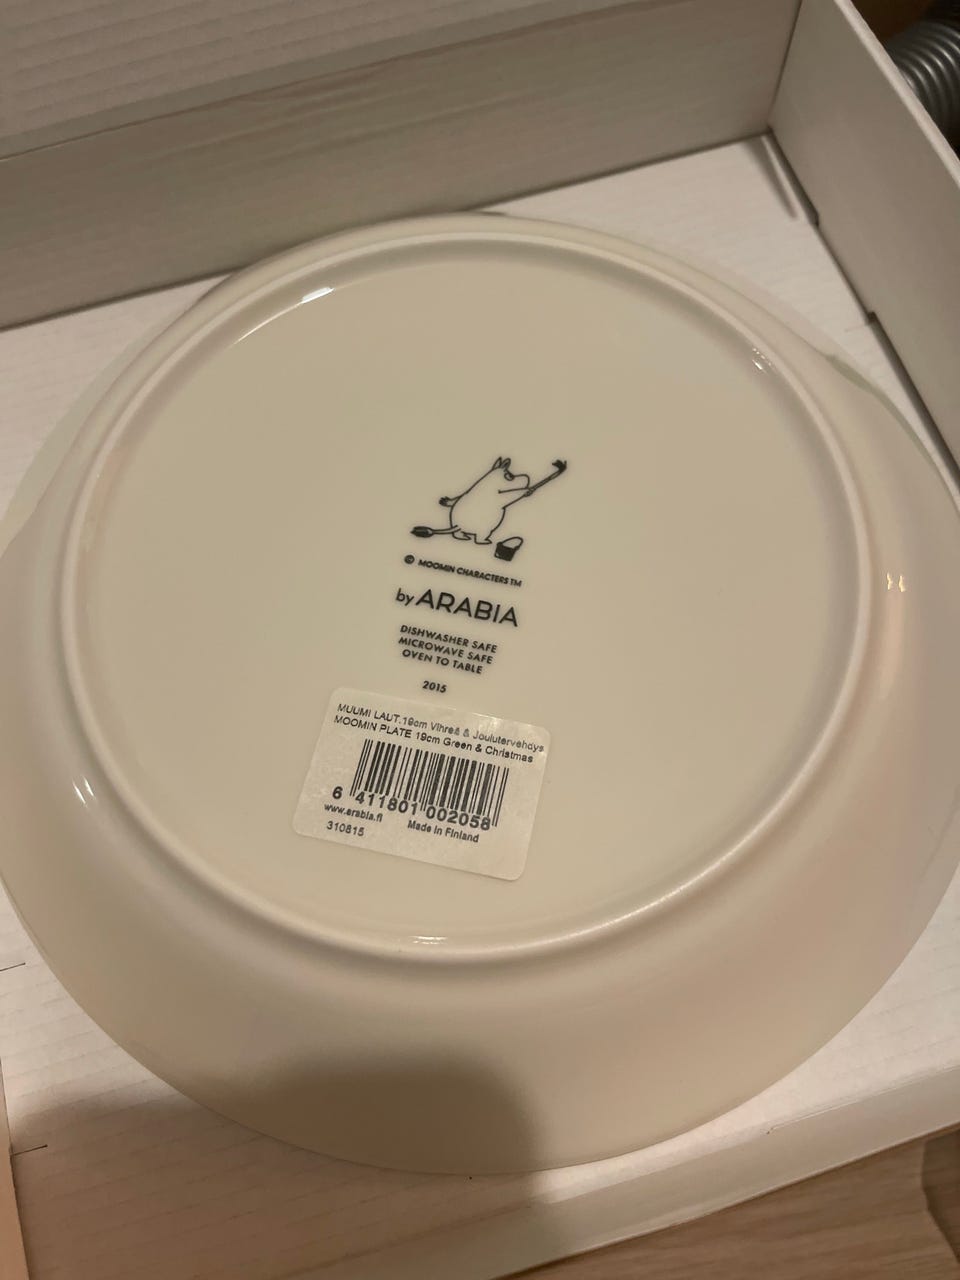 © MOOMIN CHARACTERS TM
by ARABIA
DISHWASHER SAFE
MICROWAVE SAFE
OVEN TO TABLE
2015
MUUMI LAUT.19cm Vihreä & Joulutervehdys
MOOMIN PLATE 19cm Green & Christmas
6 411801 002058
www.arabia.fi Made in Finland
310815